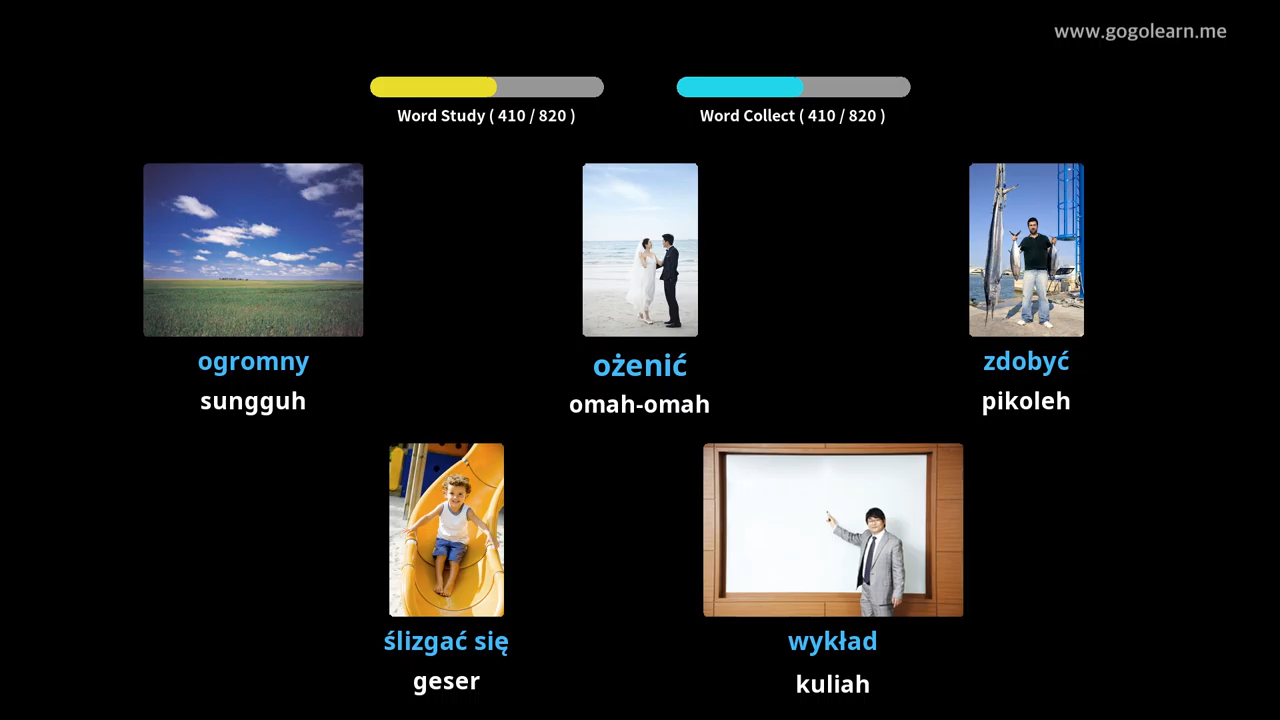 www.gogolearn.me
Word Study ( 410 / 820 )
Word Collect ( 410 / 820 )
ogromny
sungguh
ożenić
omah-omah
zdobyć
pikoleh
ślizgać się
geser
wykład
kuliah